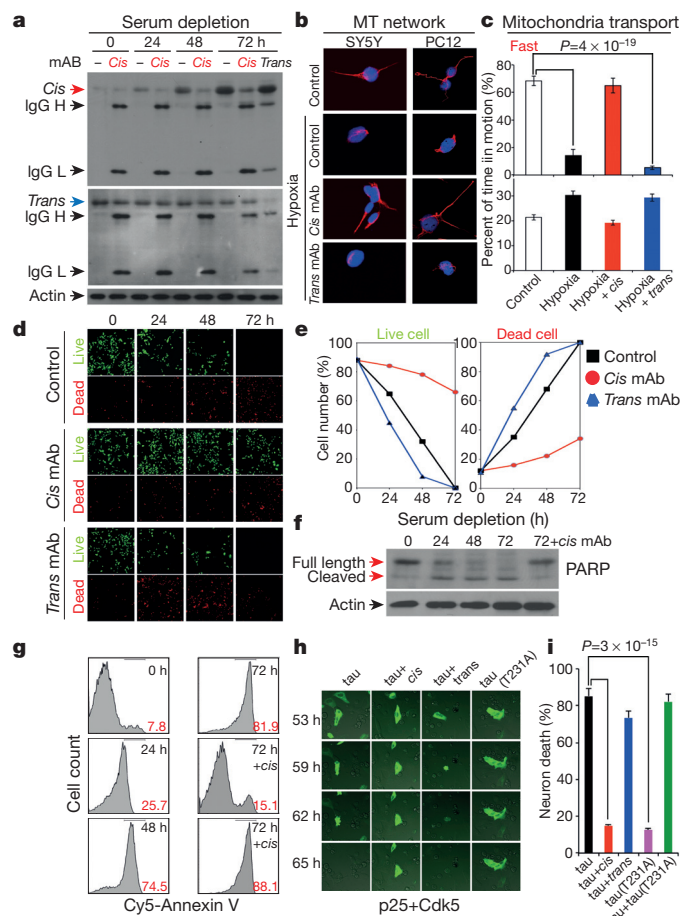 a
Serum depletion
0 24 48 72 h
mAB – Cis – Cis – Cis – Cis Trans
Cis
IgG H
IgG L
Trans
IgG H
IgG L
Actin
b
MT network
SY5Y PC12
Control
Hypoxia
Control
Cis mAb
Trans mAb
c
Mitochondria transport
Fast
P=4 × 10⁻¹⁹
Percent of time iin motion (%)
60
40
20
0
30
20
10
0
Control
Hypoxia
Hypoxia + cis
Hypoxia + trans
d
0 24 48 72 h
Control
Live
Dead
Cis mAb
Live
Dead
Trans mAb
Live
Dead
e
Live cell Dead cell
Cell number (%)
100
80
60
40
20
0
0 24 48 72
100
80
60
40
20
0
0 24 48 72
Serum depletion (h)
Control
Cis mAb
Trans mAb
f
0 24 48 72 72+cis mAb
Full length
Cleaved
PARP
Actin
g
Cell count
0 h
7.8
72 h
81.9
24 h
25.7
72 h
+cis
15.1
48 h
74.5
72 h
+cis
88.1
Cy5-Annexin V
h
tau
tau+ cis
tau+ trans
tau (T231A)
53 h
59 h
62 h
65 h
p25+Cdk5
i
P=3 × 10⁻¹⁵
Neuron death (%)
100
80
60
40
20
0
tau
tau+cis
tau+trans
tau(T231A)
tau+tau(T231A)